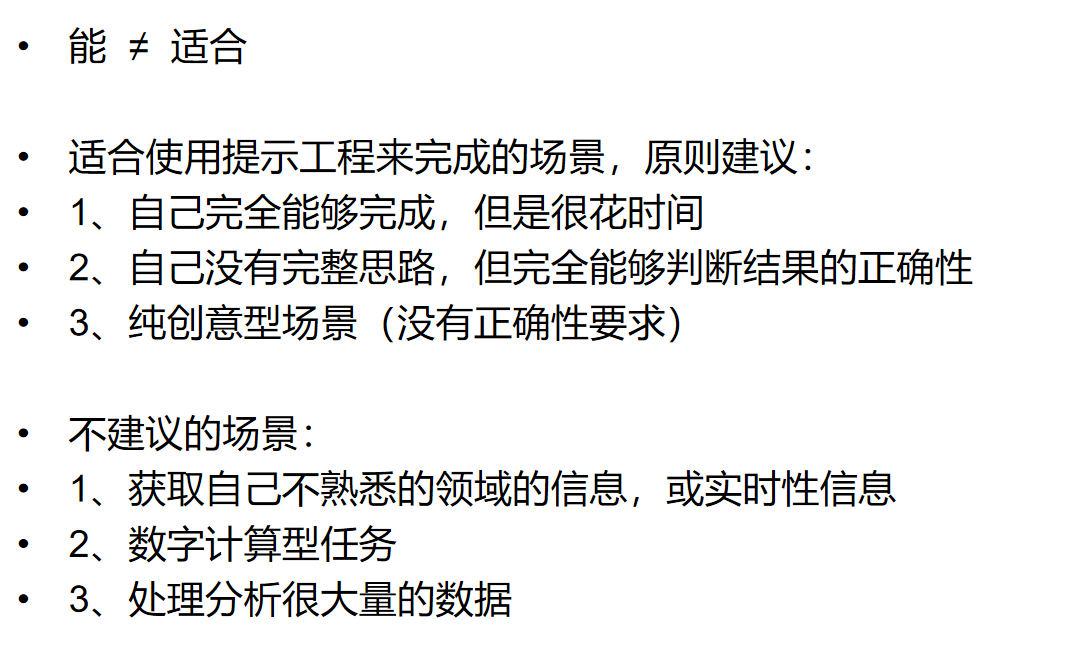 • 能 ≠ 适合
• 适合使用提示工程来完成的场景，原则建议：
• 1、自己完全能够完成，但是很花时间
• 2、自己没有完整思路，但完全能够判断结果的正确性
• 3、纯创意型场景（没有正确性要求）
• 不建议的场景：
• 1、获取自己不熟悉的领域的信息，或实时性信息
• 2、数字计算型任务
• 3、处理分析很大量的数据